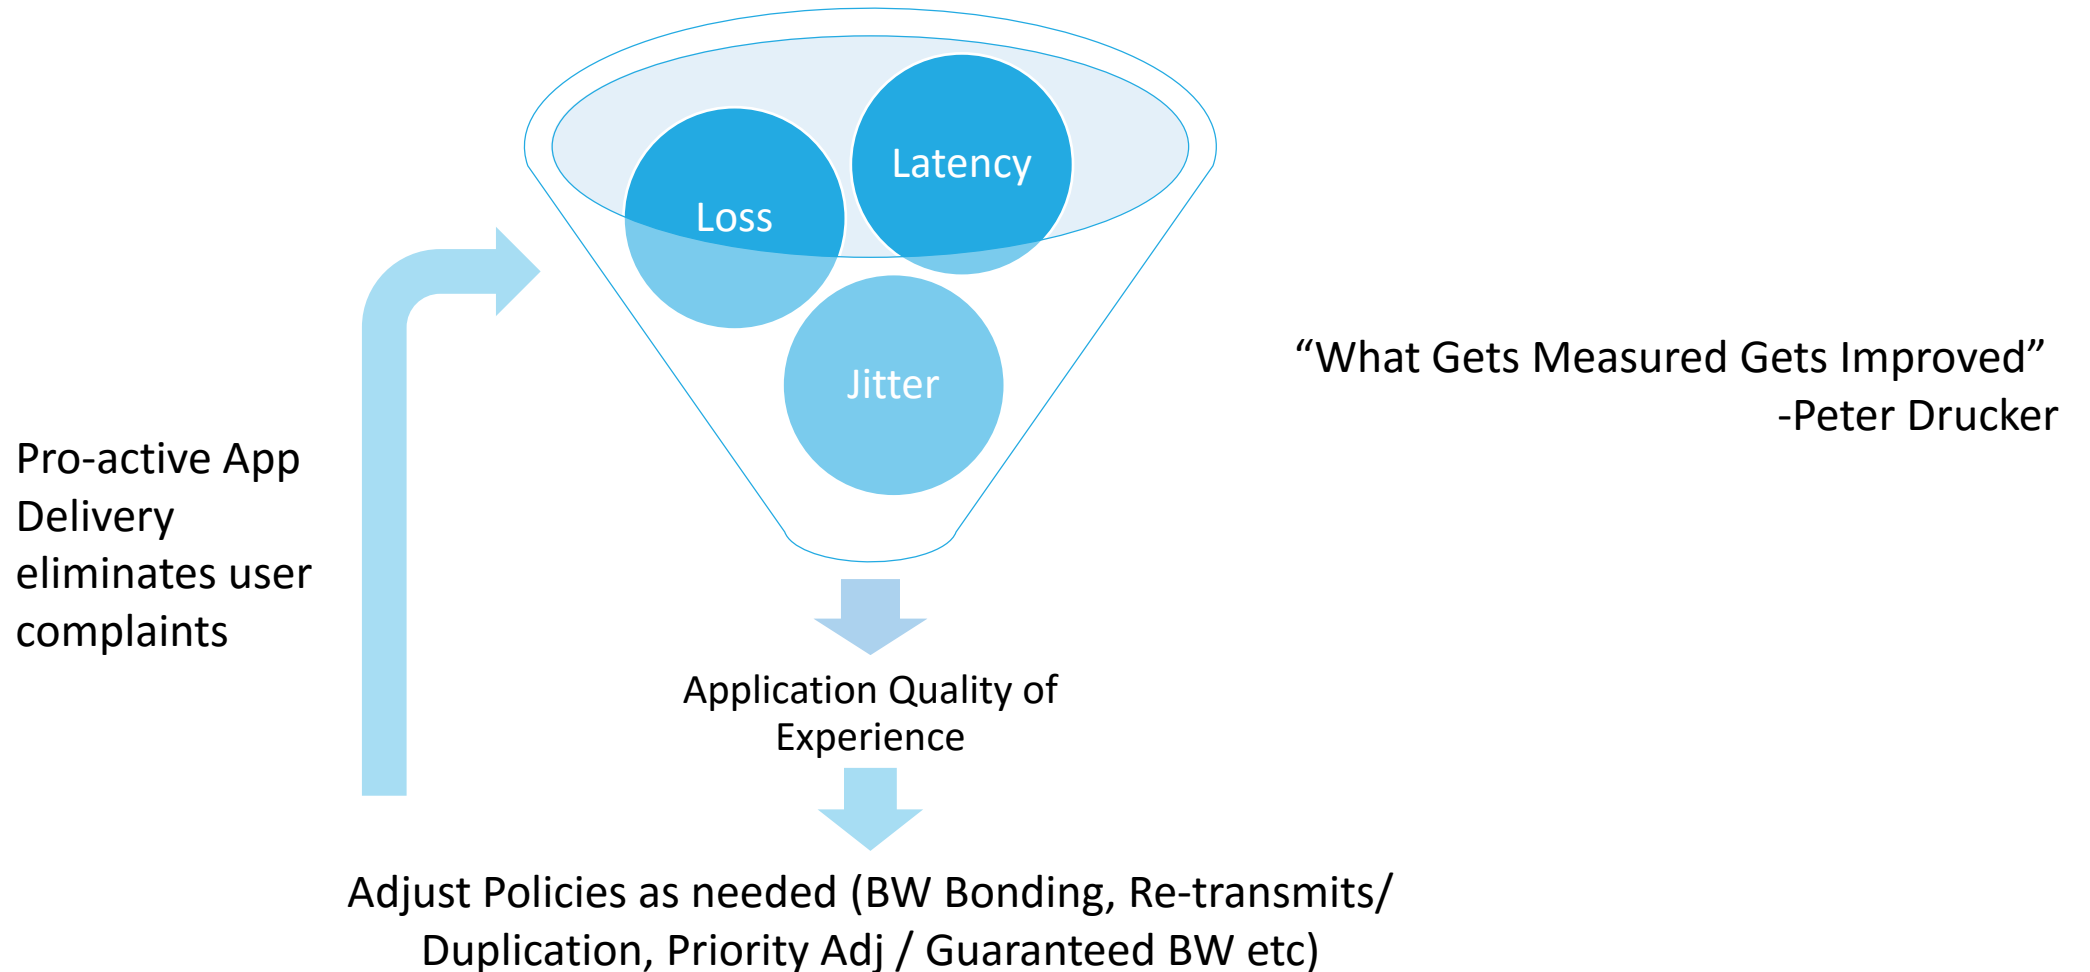 Latency
Loss
Jitter
“What Gets Measured Gets Improved”
-Peter Drucker
Pro-active App
Delivery
eliminates user
complaints
Application Quality of
Experience
Adjust Policies as needed (BW Bonding, Re-transmits/
Duplication, Priority Adj / Guaranteed BW etc)